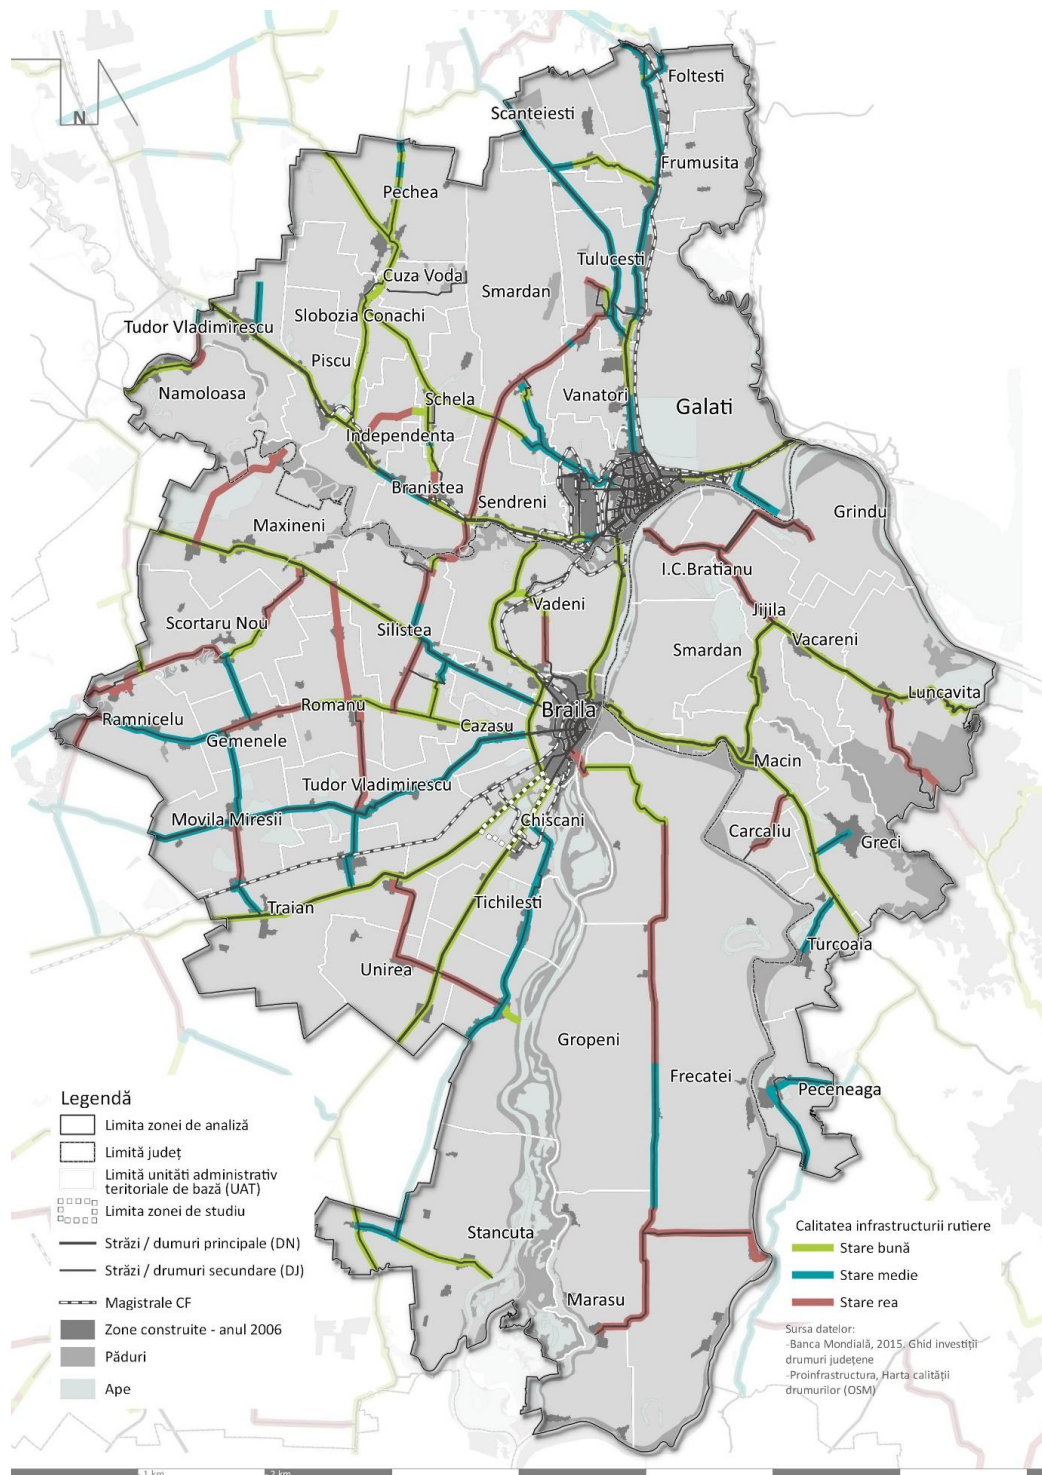 N
Foltesti
Scanteiesti
Frumusita
Pechea
Tulucesti
Cuza Voda
Smardan
Slobozia Conachi
Tudor Vladimirescu
Piscu
Namoloasa
Schela
Vanatori
Galati
Independenta
Branistea
Sendreni
Grindu
Maxineni
I.C.Bratianu
Vadeni
Jijila
Scortaru Nou
Silistea
Vacareni
Smardan
Luncavita
Romanu
Braila
Ramnicelu
Cazasu
Gemenele
Macin
Tudor Vladimirescu
Movila Miresii
Chiscani
Carcaliu
Greci
Tichilesti
Traian
Turcoaia
Unirea
Gropeni
Frecatei
Peceneaga
Stancuta
Marasu
Legendă
Limita zonei de analiză
Limită județ
Limită unităti administrativ
teritoriale de bază (UAT)
Limita zonei de studiu
Străzi / dumuri principale (DN)
Străzi / drumuri secundare (DJ)
Magistrale CF
Zone construite - anul 2006
Păduri
Ape
Calitatea infrastructurii rutiere
Stare bună
Stare medie
Stare rea
Sursa datelor:
-Banca Mondială, 2015. Ghid investiții
drumuri județene
-Proinfrastructura, Harta calității
drumurilor (OSM)
1 km
2 km